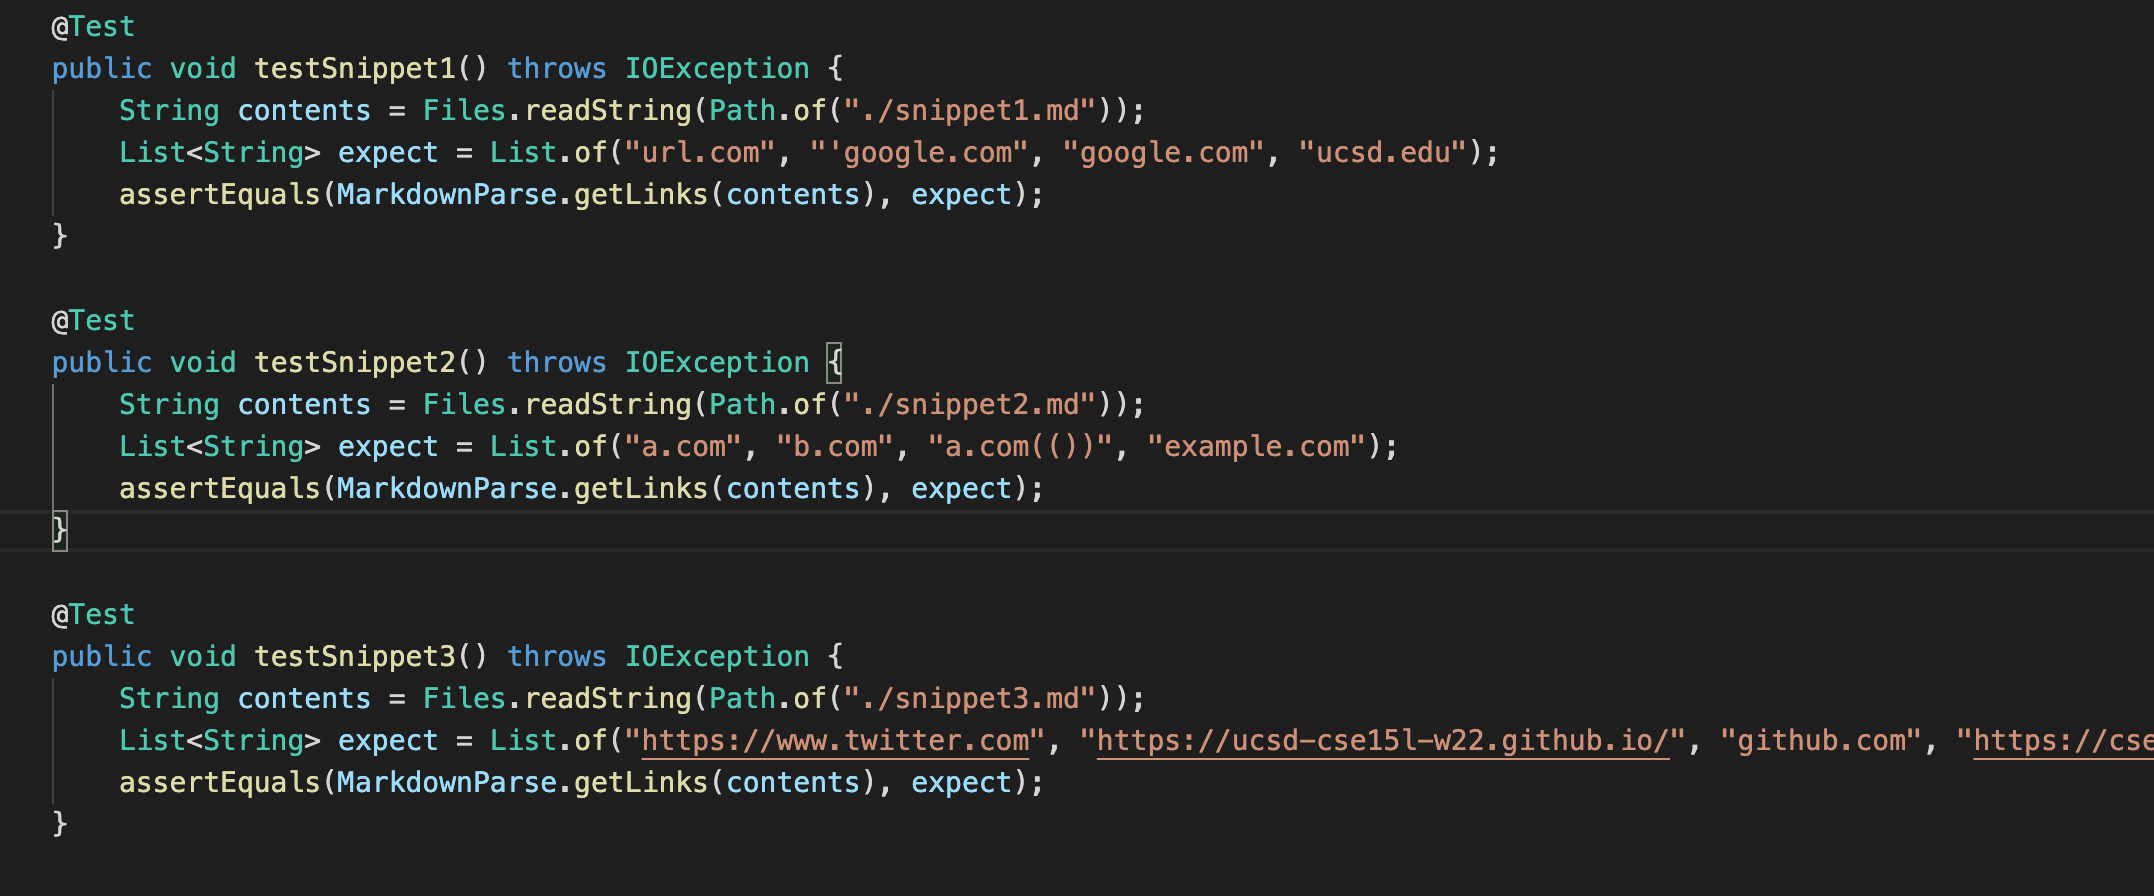 @Test
public void testSnippet1() throws IOException {
    String contents = Files.readString(Path.of("./snippet1.md"));
    List<String> expect = List.of("url.com", "'google.com", "google.com", "ucsd.edu");
    assertEquals(MarkdownParse.getLinks(contents), expect);
}
@Test
public void testSnippet2() throws IOException {
    String contents = Files.readString(Path.of("./snippet2.md"));
    List<String> expect = List.of("a.com", "b.com", "a.com(())", "example.com");
    assertEquals(MarkdownParse.getLinks(contents), expect);
}
@Test
public void testSnippet3() throws IOException {
    String contents = Files.readString(Path.of("./snippet3.md"));
    List<String> expect = List.of("https://www.twitter.com", "https://ucsd-cse15l-w22.github.io/", "github.com", "https://cse
    assertEquals(MarkdownParse.getLinks(contents), expect);
}